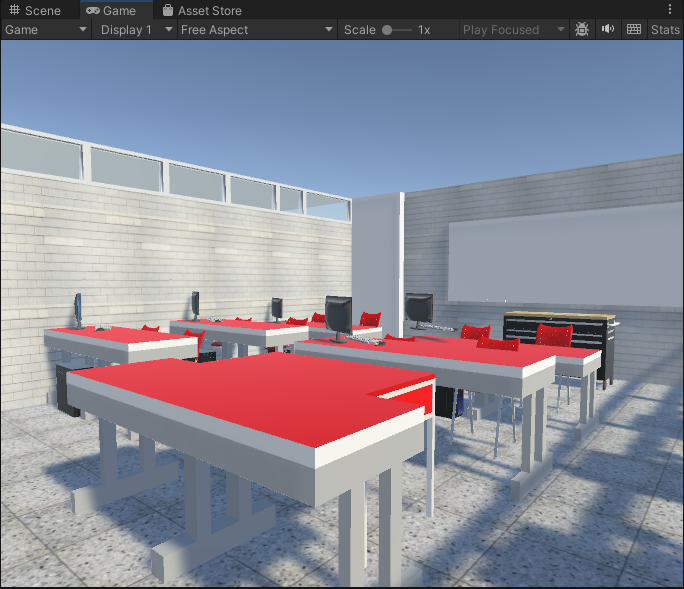 Scene Game Asset Store
Game Display 1 Free Aspect Scale 1x Play Focused Stats